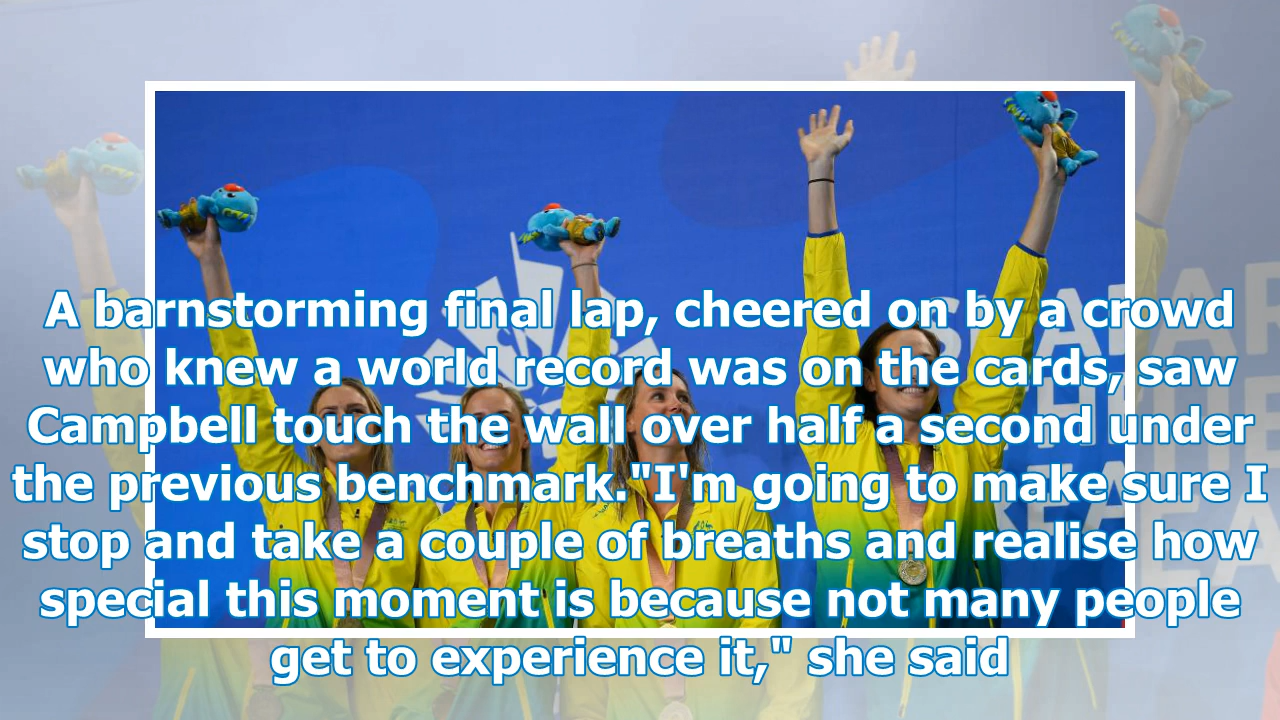 A barnstorming final lap, cheered on by a crowd
who knew a world record was on the cards, saw
Campbell touch the wall over half a second under
the previous benchmark."I'm going to make sure I
stop and take a couple of breaths and realise how
special this moment is because not many people
get to experience it," she said